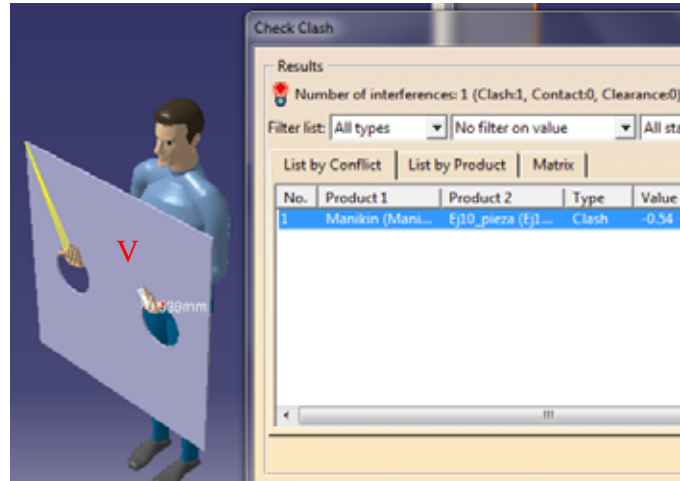 Check Clash
Results
Number of interferences: 1 (Clash:1, Contact:0, Clearance:0)
Filter list: All types No filter on value All sta
List by Conflict List by Product Matrix
No. Product 1 Product 2 Type Value
1 Manikin (Mani... Ej10_pieza (Ej1... Clash -0.54
V